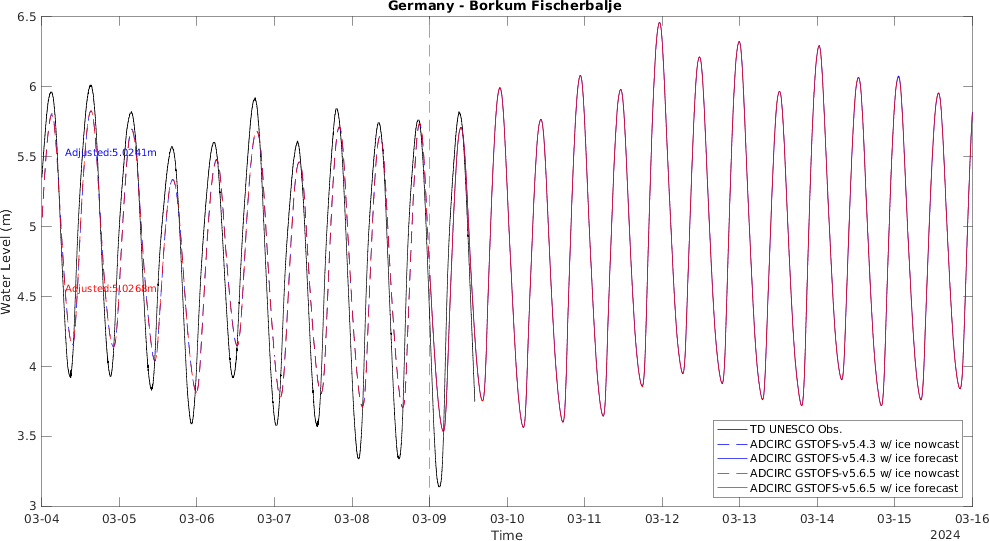 Germany - Borkum Fischerbalje
6.5
6
5.5
5
4.5
4
3.5
3
Water Level (m)
Adjusted:5.0241m
Adjusted:5.0268m
TD UNESCO Obs.
ADCIRC GSTOFS-v5.4.3 w/ ice nowcast
ADCIRC GSTOFS-v5.4.3 w/ ice forecast
ADCIRC GSTOFS-v5.6.5 w/ ice nowcast
ADCIRC GSTOFS-v5.6.5 w/ ice forecast
03-04 03-05 03-06 03-07 03-08 03-09 03-10 03-11 03-12 03-13 03-14 03-15 03-16
Time
2024